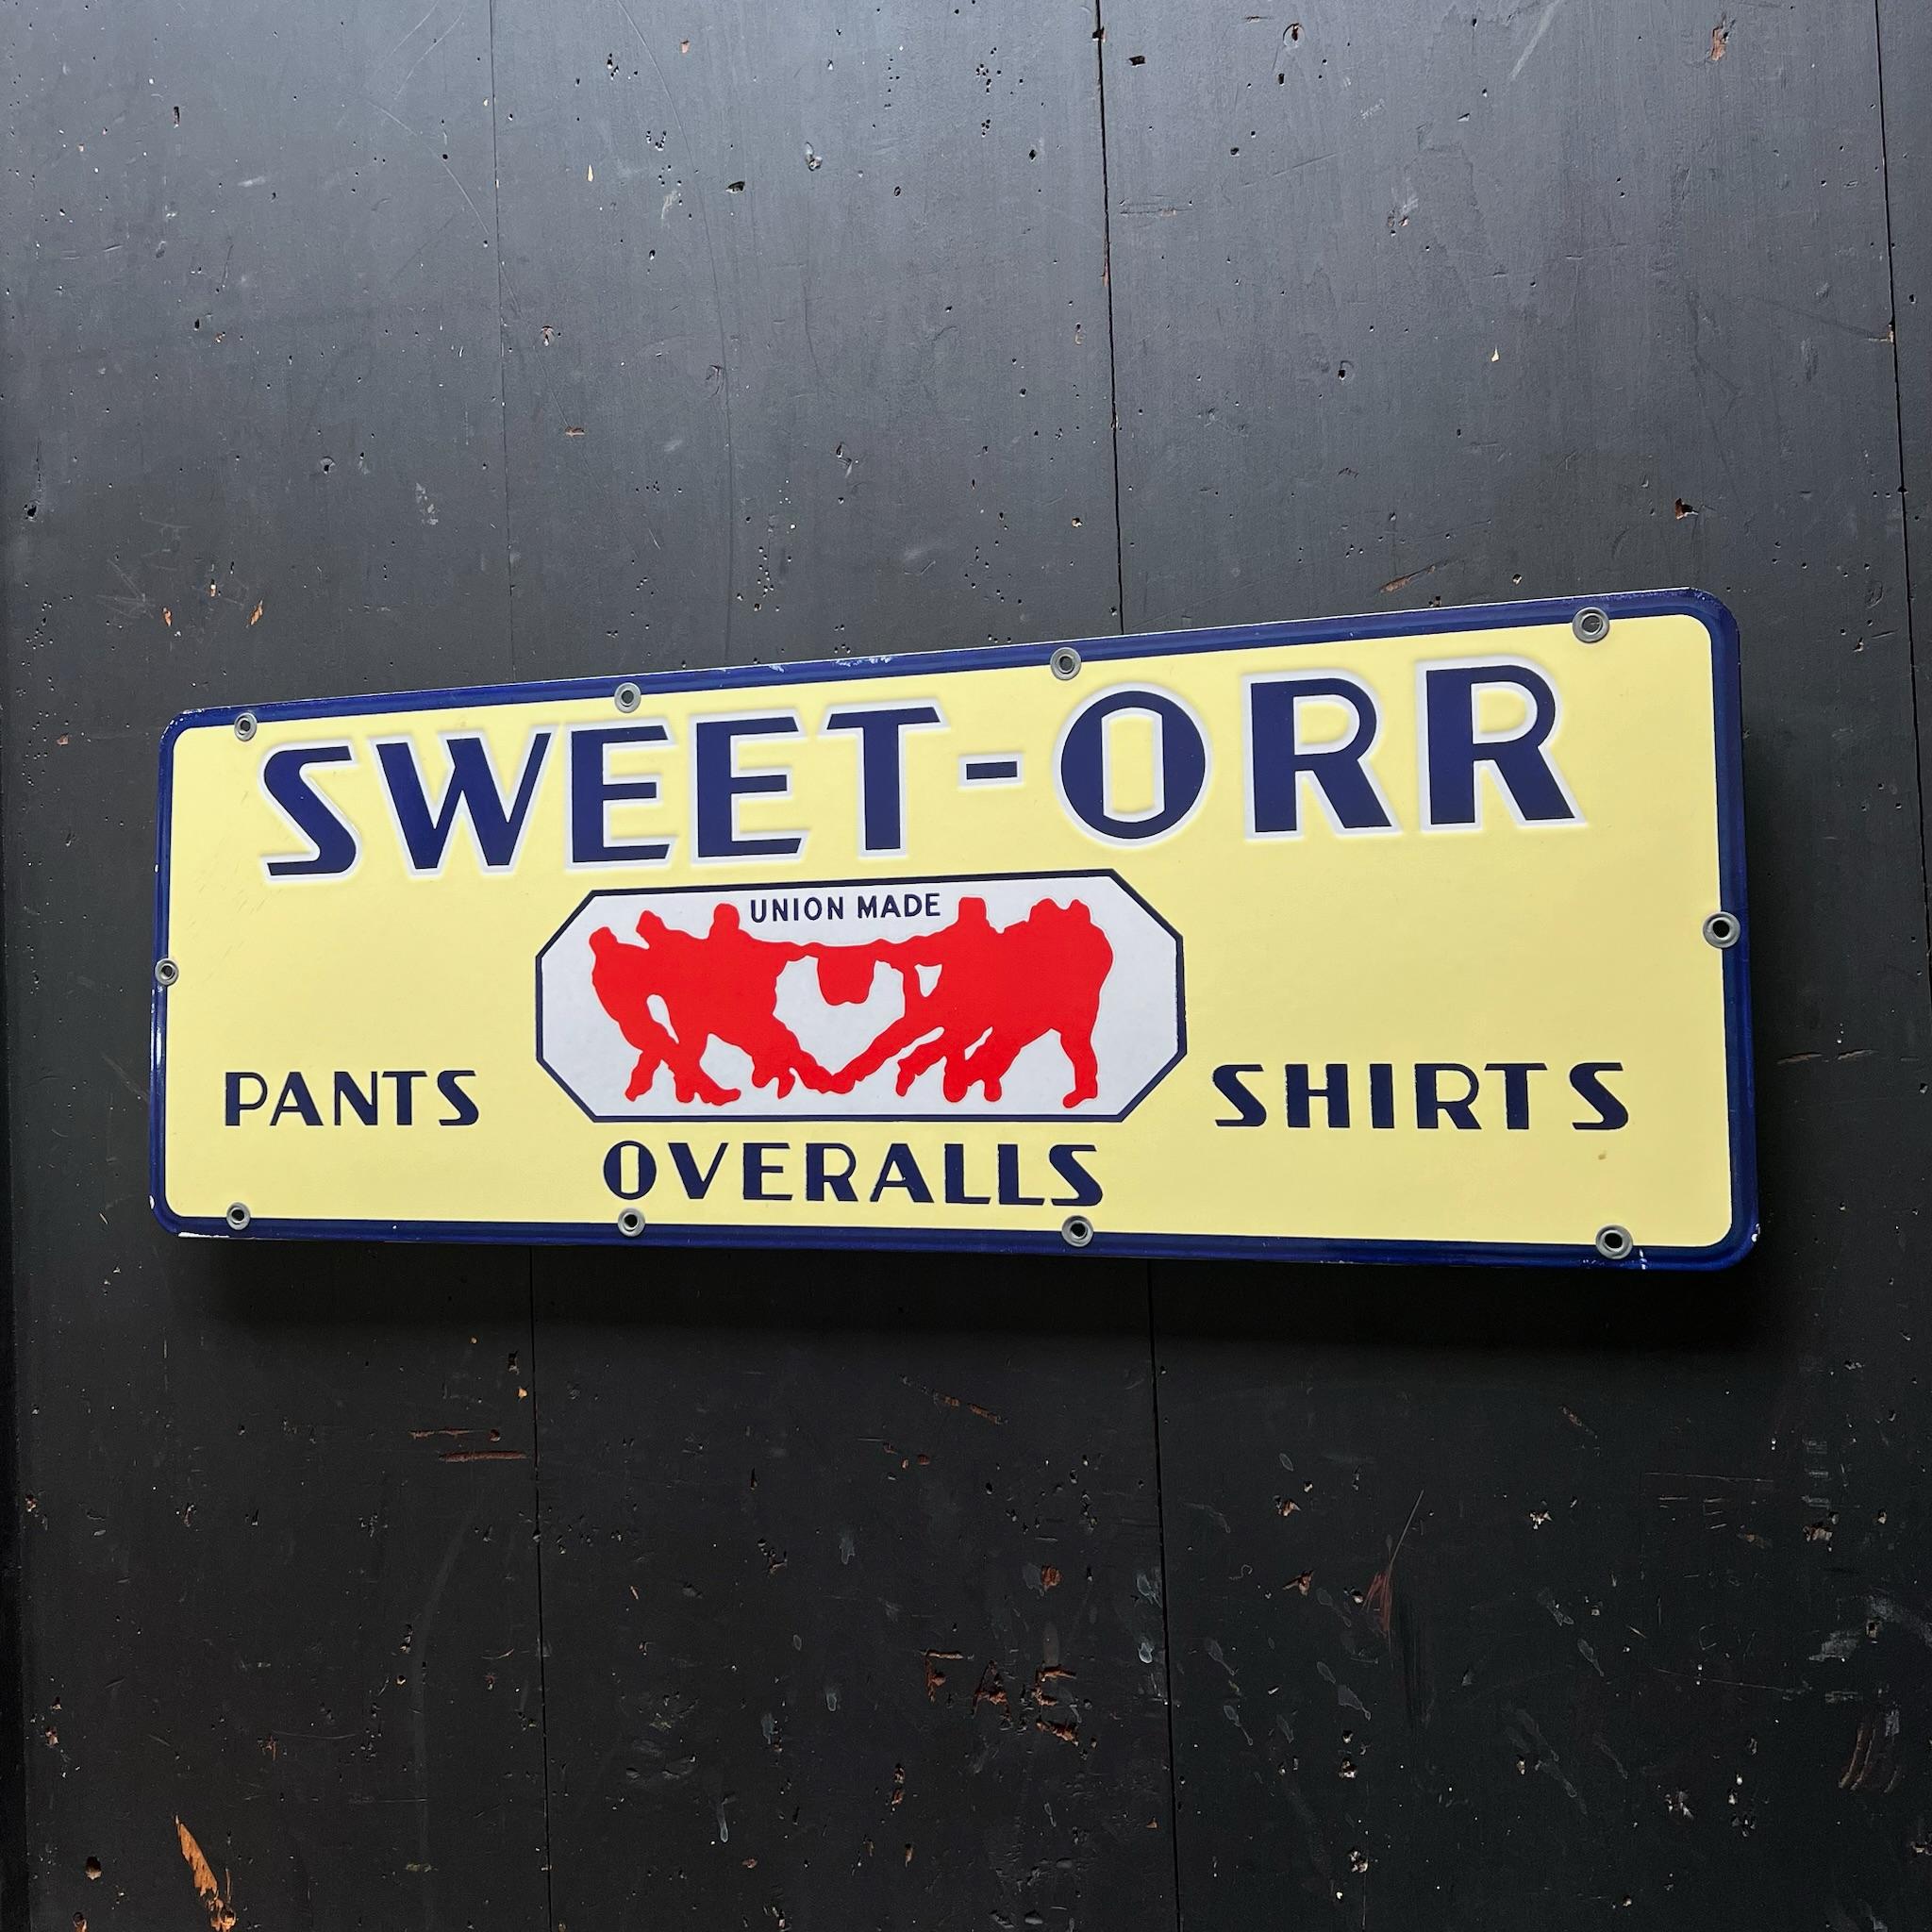 SWEET-ORR
UNION MADE
PANTS
OVERALLS
SHIRTS